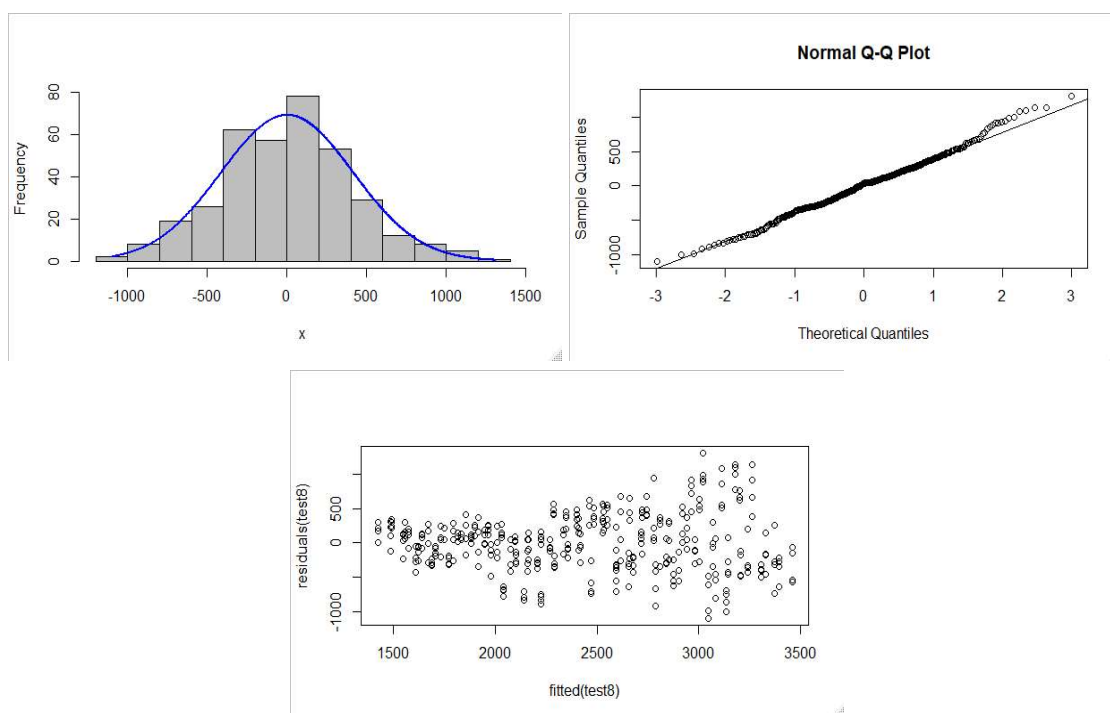 Frequency
80
60
40
20
0
-1000 -500 0 500 1000 1500
x
Normal Q-Q Plot
Sample Quantiles
500
0
-1000
-3 -2 -1 0 1 2 3
Theoretical Quantiles
residuals(test8)
500
0
-1000
1500 2000 2500 3000 3500
fitted(test8)